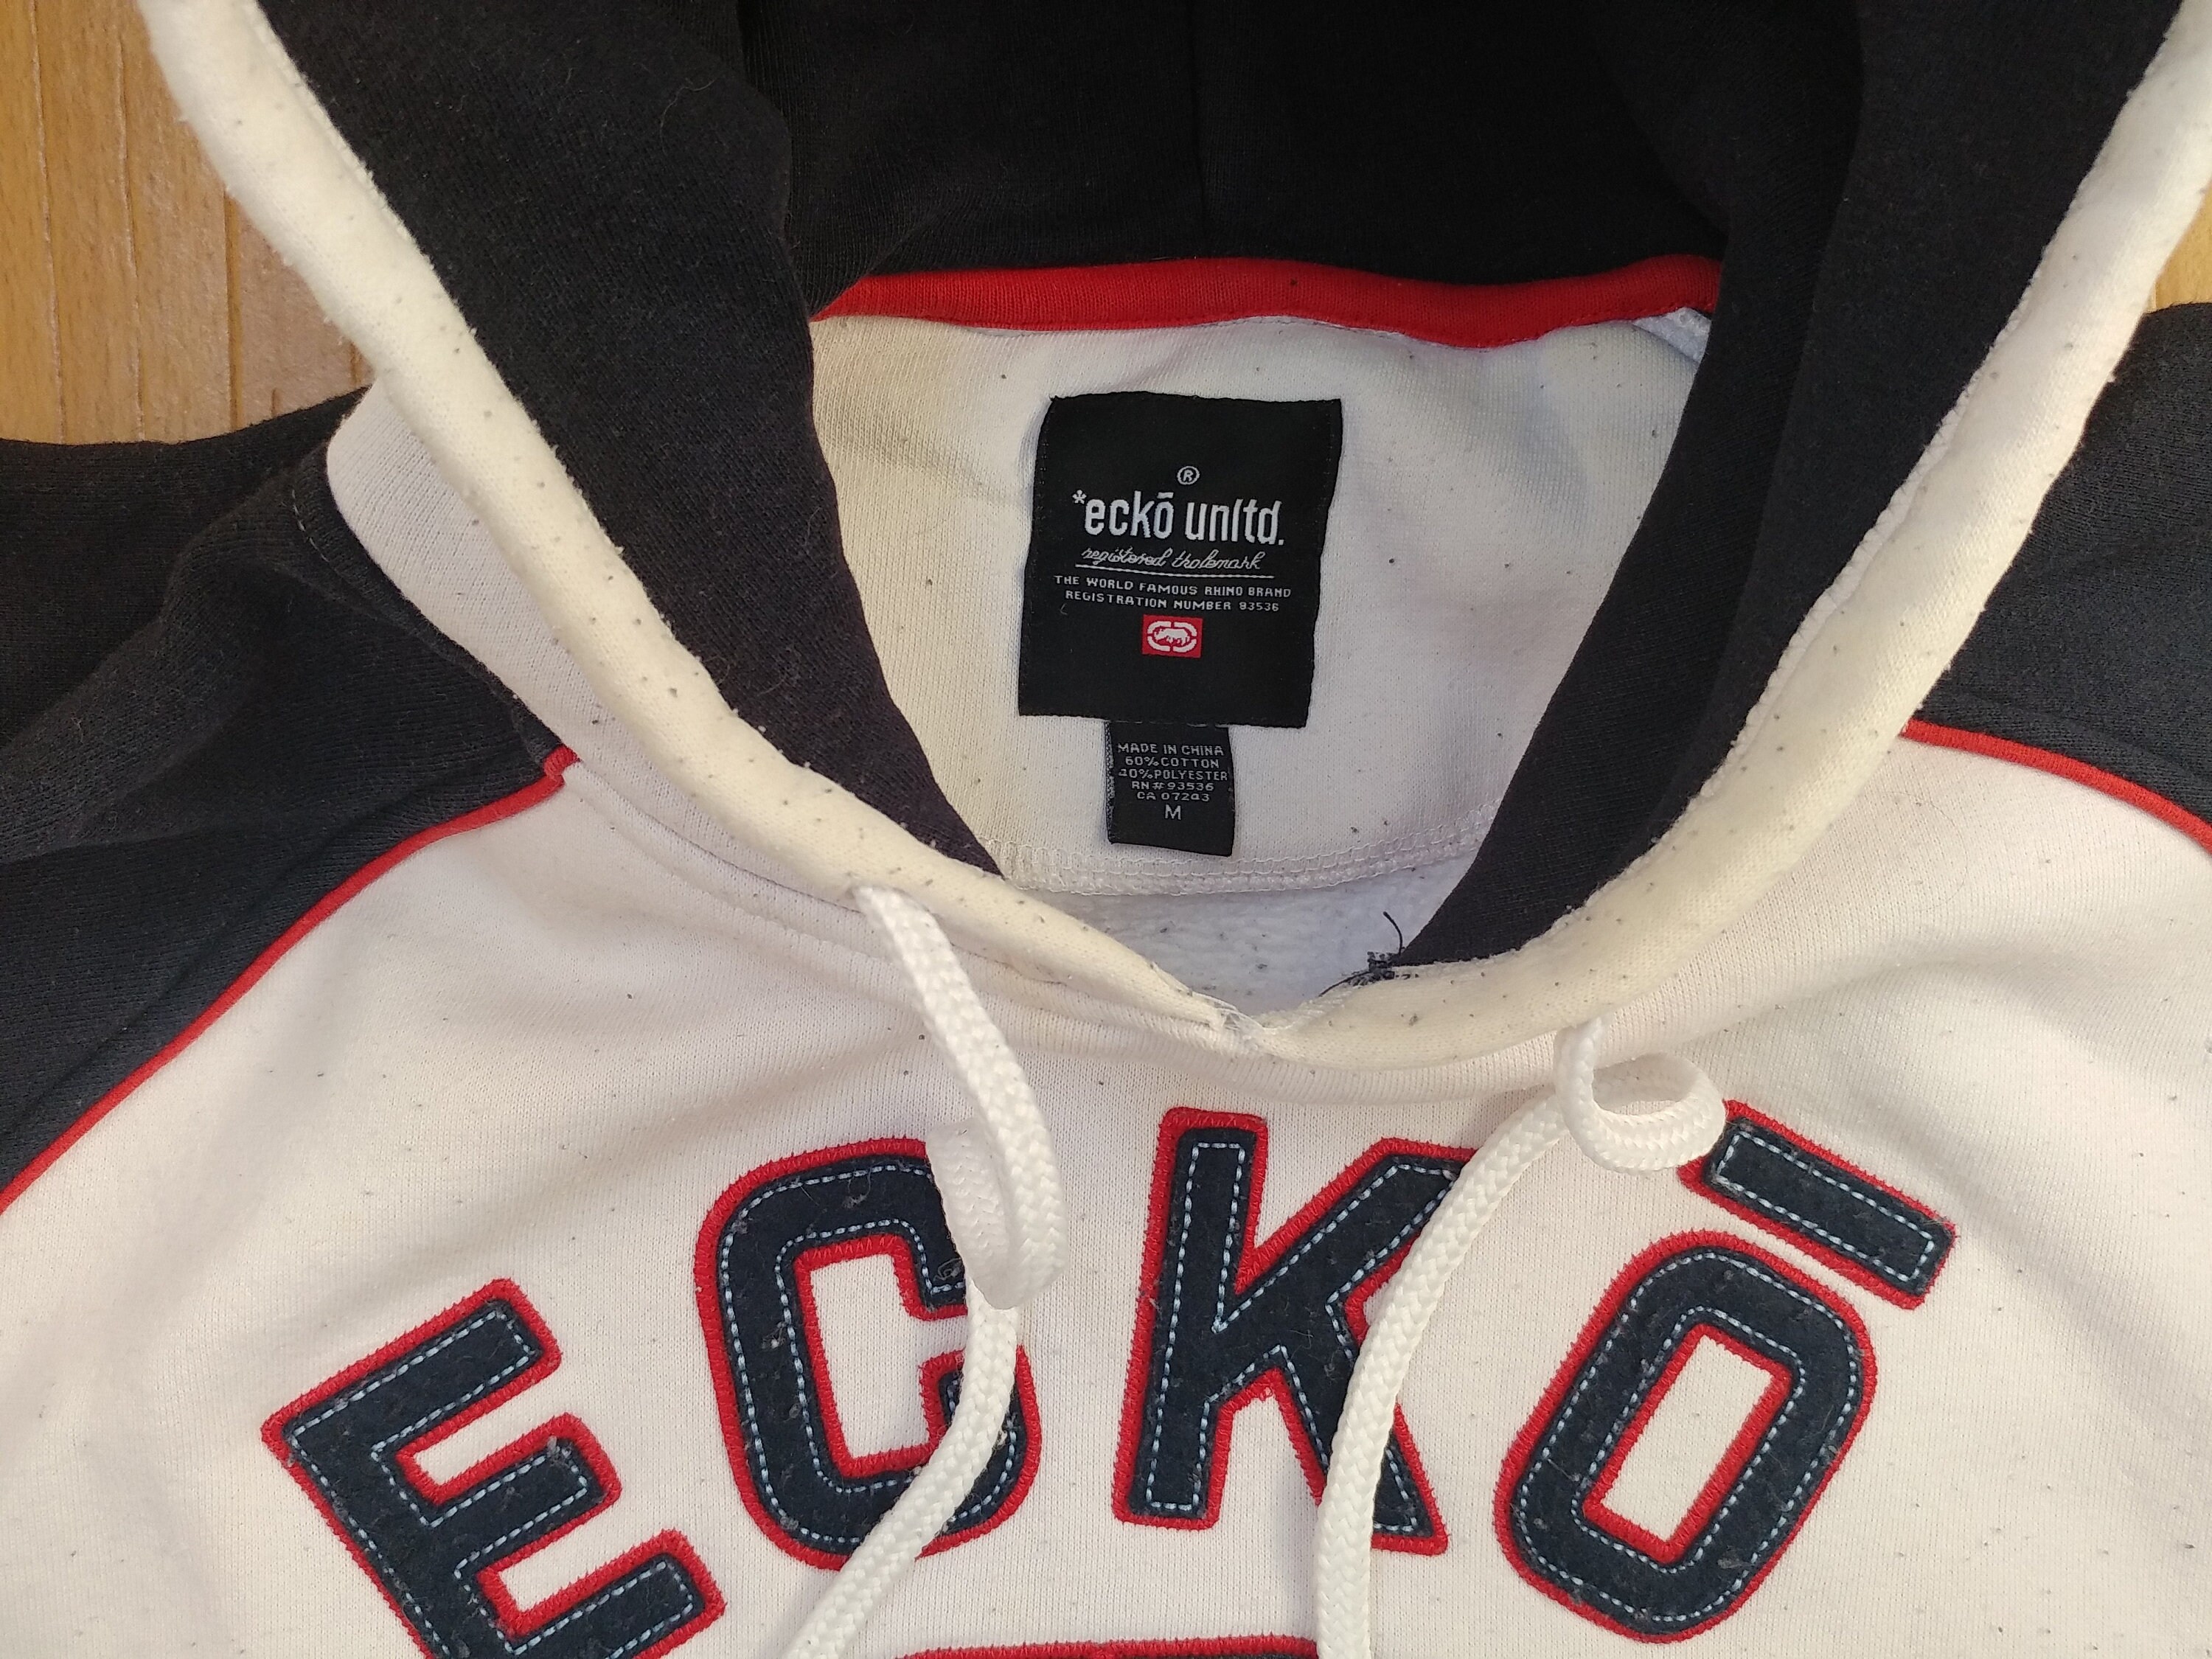 ®
*eckō unltd.
registered trademark
THE WORLD FAMOUS RHINO BRAND
REGISTRATION NUMBER 93536
MADE IN CHINA
60%COTTON
40%POLYESTER
RN#93536
CA 07243
M
ECKŌ